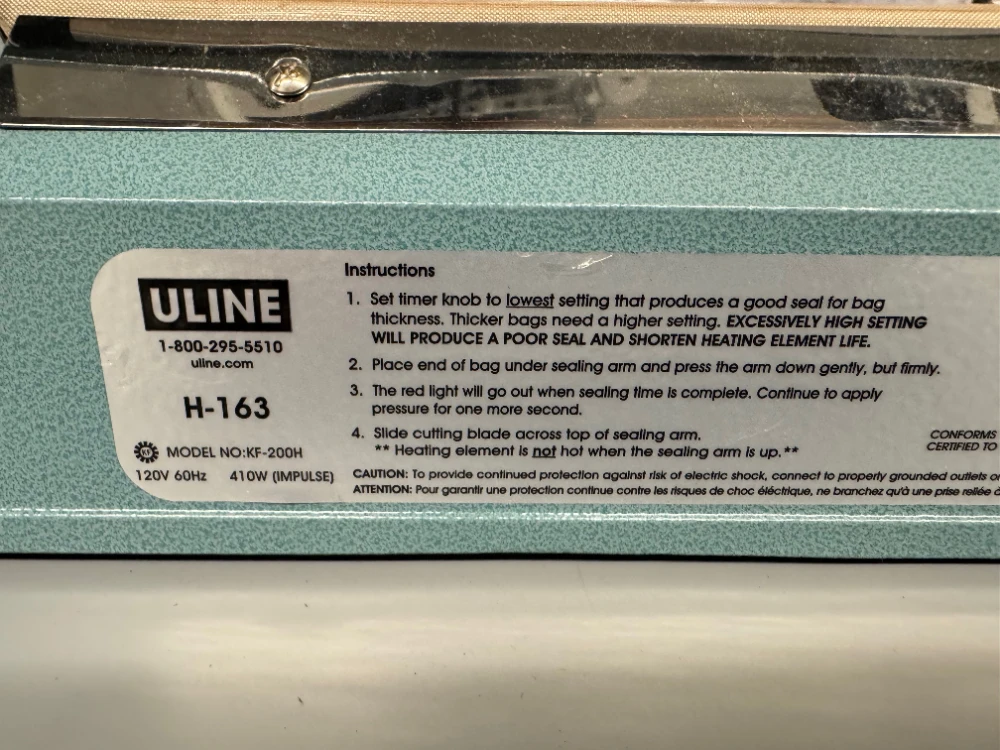 ULINE
1-800-295-5510
uline.com
H-163
KF MODEL NO:KF-200H
120V 60Hz 410W (IMPULSE)
Instructions
1. Set timer knob to lowest setting that produces a good seal for bag
thickness. Thicker bags need a higher setting. EXCESSIVELY HIGH SETTING
WILL PRODUCE A POOR SEAL AND SHORTEN HEATING ELEMENT LIFE.
2. Place end of bag under sealing arm and press the arm down gently, but firmly.
3. The red light will go out when sealing time is complete. Continue to apply
pressure for one more second.
4. Slide cutting blade across top of sealing arm.
** Heating element is not hot when the sealing arm is up.**
CAUTION: To provide continued protection against risk of electric shock, connect to properly grounded outlets
ATTENTION: Pour garantir une protection continue contre les risques de choc éléctrique, ne branchez qu'à une prise reliée
CONFORMS
CERTIFIED TO